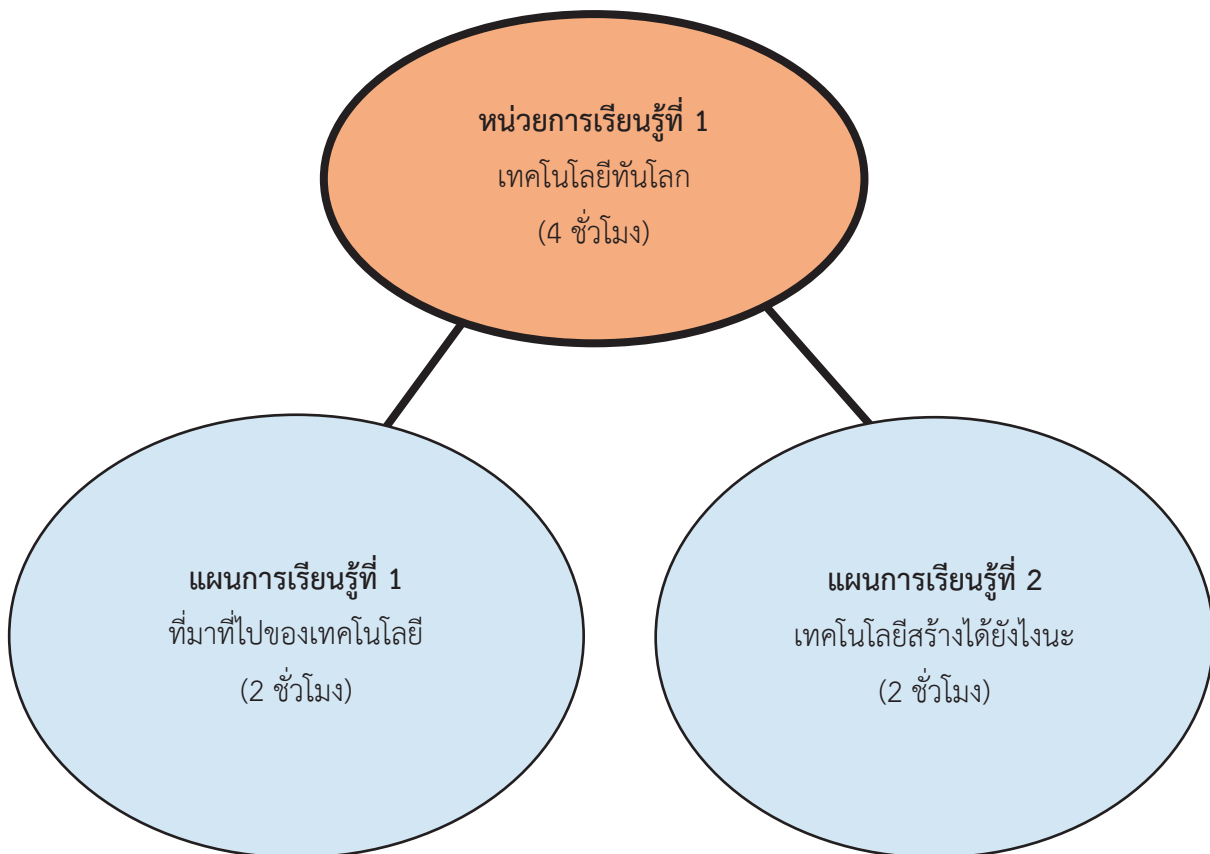 หน่วยการเรียนรู้ที่ 1
เทคโนโลยีทันโลก
(4 ชั่วโมง)
แผนการเรียนรู้ที่ 1
ที่มาที่ไปของเทคโนโลยี
(2 ชั่วโมง)
แผนการเรียนรู้ที่ 2
เทคโนโลยีสร้างได้ยังไงนะ
(2 ชั่วโมง)